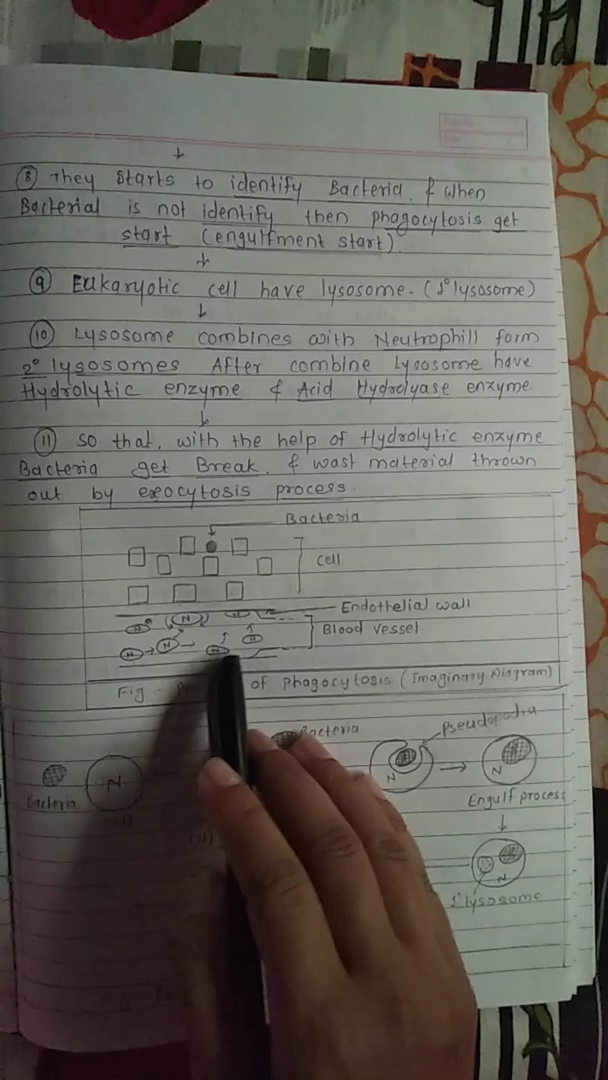 ⑧ They starts to identify Bacteria. & when
Bacterial is not identify then phagocytosis get
start (engulfment start)
⑨ Eukaryotic cell have lysosome. (1° lysosome)
⑩ Lysosome combines with Neutrophill form
2° lysosomes After combine Lysosome have
Hydrolytic enzyme & Acid Hydrolyase enzyme.
⑪ so that, with the help of Hydrolytic enzyme
Bacteria get Break. & wast material thrown
out by exocytosis process.
Bacteria
cell
Endothelial wall
Blood vessel
N
N
N
N
Fig - of Phagocytosis (Imaginary Diagram)
Bacteria
Pseudopodia
N
N
N
Bacteria
Engulf process
cell
(N)
N
1° lysosome